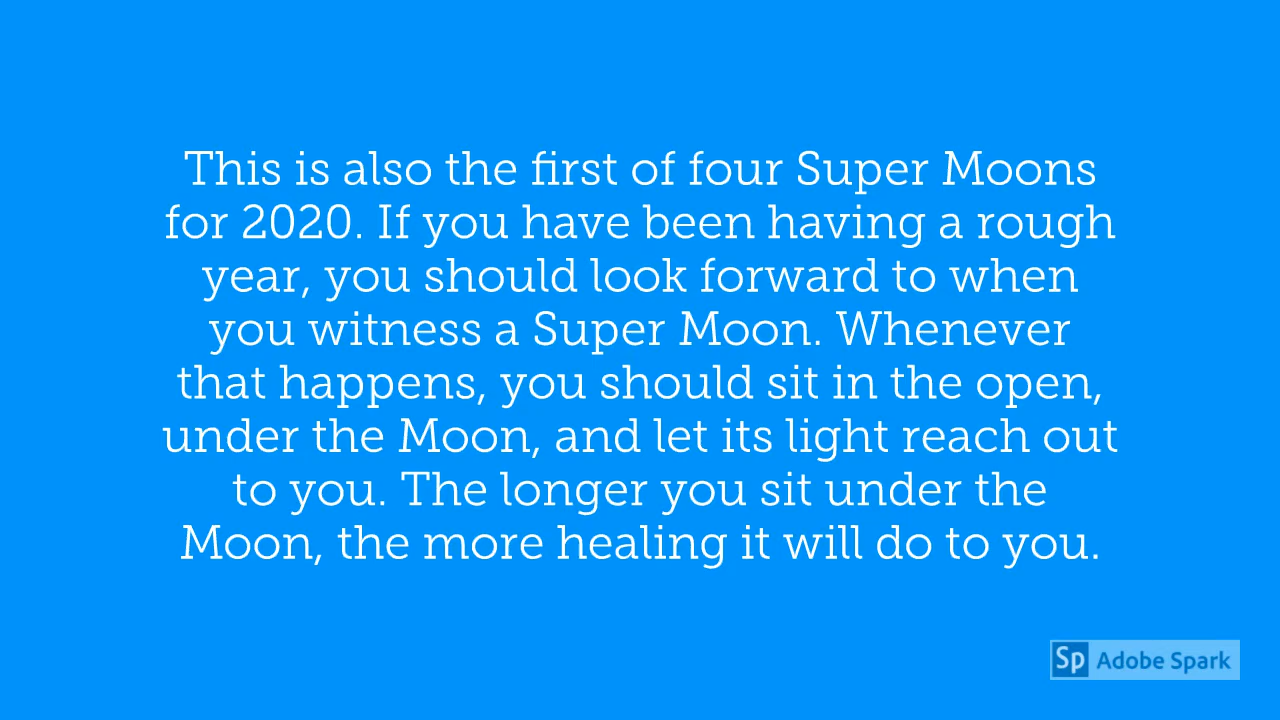 This is also the first of four Super Moons
for 2020. If you have been having a rough
year, you should look forward to when
you witness a Super Moon. Whenever
that happens, you should sit in the open,
under the Moon, and let its light reach out
to you. The longer you sit under the
Moon, the more healing it will do to you.
Sp Adobe Spark